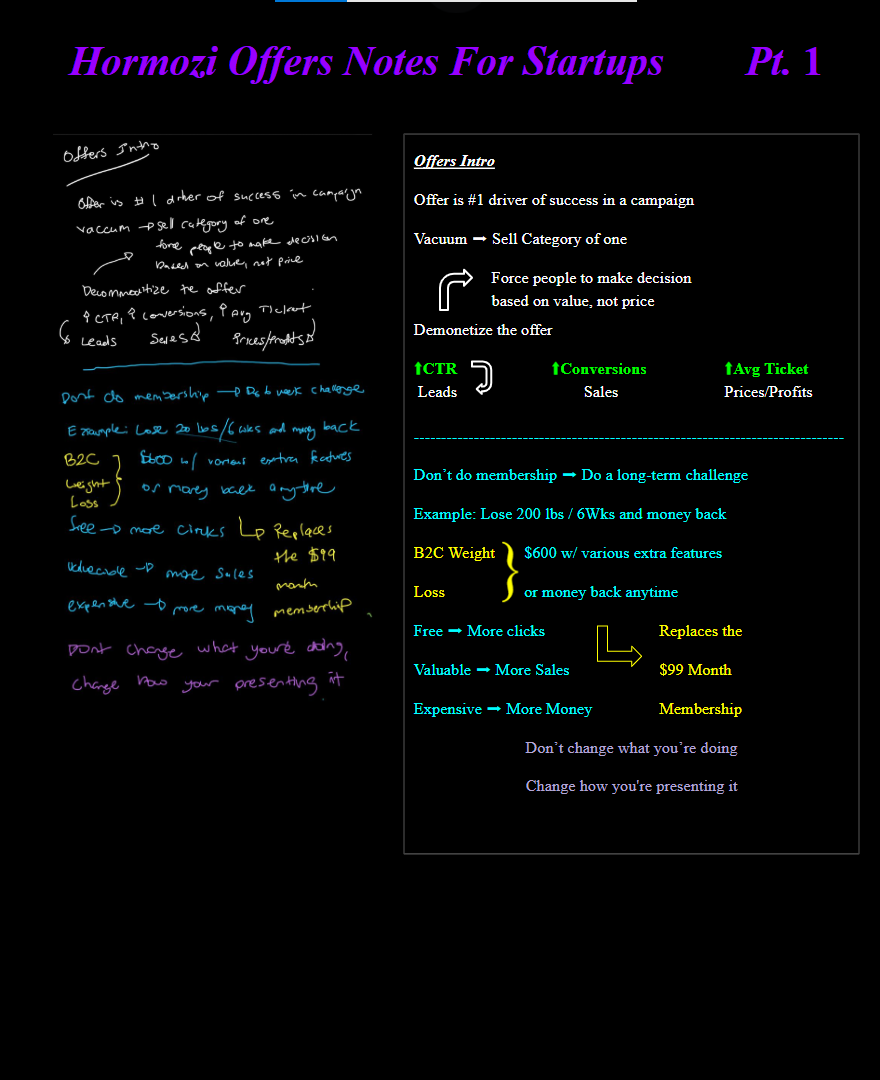 Hormozi Offers Notes For Startups Pt. 1
Offers Intro
Offer is #1 driver of success in campaign
vaccum → sell category of one
force people to make decision
based on value, not price
Decommoditize the offer
↑ CTR, ↑ conversions, ↑ Avg Ticket
Leads Sales Prices/profits
Dont do membership → Do 6 week challenge
Example: Lose 20 lbs/6 wks and money back
B2C $600 w/ various extra features
Weight or money back anytime
Loss
free → more clicks ↳ Replaces
the $99
valuable → more sales
month
expensive → more money membership
Dont change what you're doing,
change how your presenting it
Offers Intro
Offer is #1 driver of success in a campaign
Vacuum → Sell Category of one
Force people to make decision
based on value, not price
Demonetize the offer
↑CTR ↑Conversions ↑Avg Ticket
Leads Sales Prices/Profits
Don’t do membership → Do a long-term challenge
Example: Lose 200 lbs / 6Wks and money back
B2C Weight $600 w/ various extra features
Loss or money back anytime
Free → More clicks Replaces the
Valuable → More Sales $99 Month
Expensive → More Money Membership
Don’t change what you’re doing
Change how you're presenting it